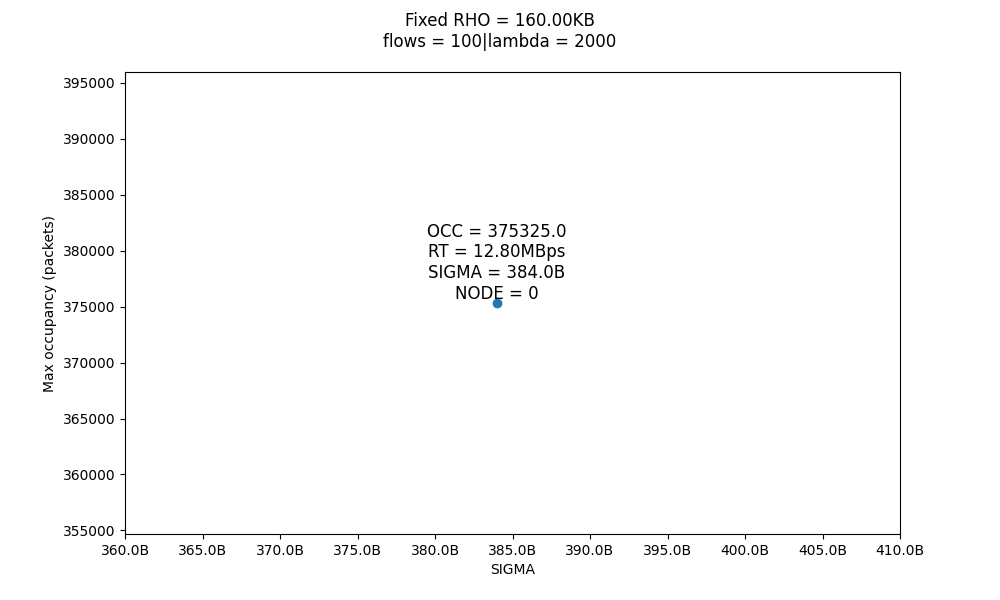 Fixed RHO = 160.00KB
flows = 100|lambda = 2000
395000
390000
385000
380000
375000
370000
365000
360000
355000
Max occupancy (packets)
OCC = 375325.0
RT = 12.80MBps
SIGMA = 384.0B
NODE = 0
360.0B 365.0B 370.0B 375.0B 380.0B 385.0B 390.0B 395.0B 400.0B 405.0B 410.0B
SIGMA